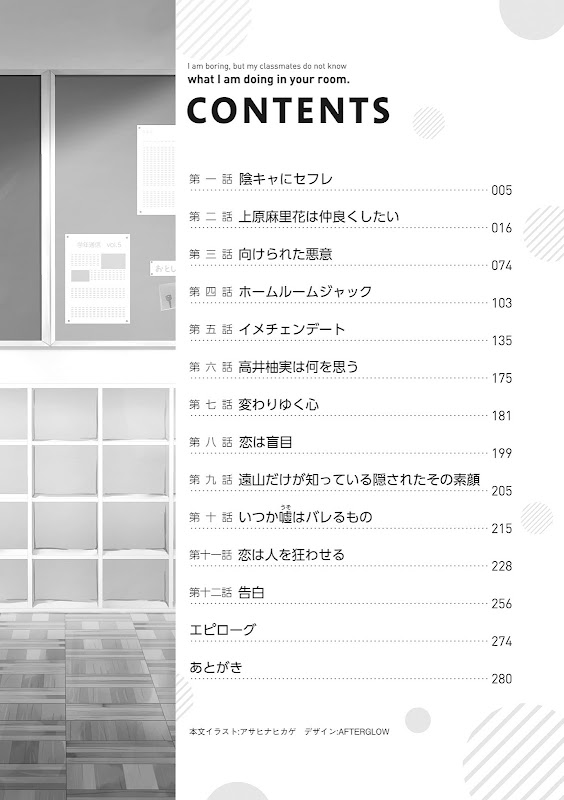 I am boring, but my classmates do not know
what I am doing in your room.
CONTENTS
第一話 陰キャにセフレ 005
第二話 上原麻里花は仲良くしたい 016
第三話 向けられた悪意 074
第四話 ホームルームジャック 103
第五話 イメチェンデート 135
第六話 高井柚実は何を思う 175
第七話 変わりゆく心 181
第八話 恋は盲目 199
第九話 遠山だけが知っている隠されたその素顔 205
第十話 いつか嘘はバレるもの 215
うそ
第十一話 恋は人を狂わせる 228
第十二話 告白 256
エピローグ 274
あとがき 280
本文イラスト:アサヒナヒカゲ デザイン:AFTERGLOW
学年通信 vol.5
おとし